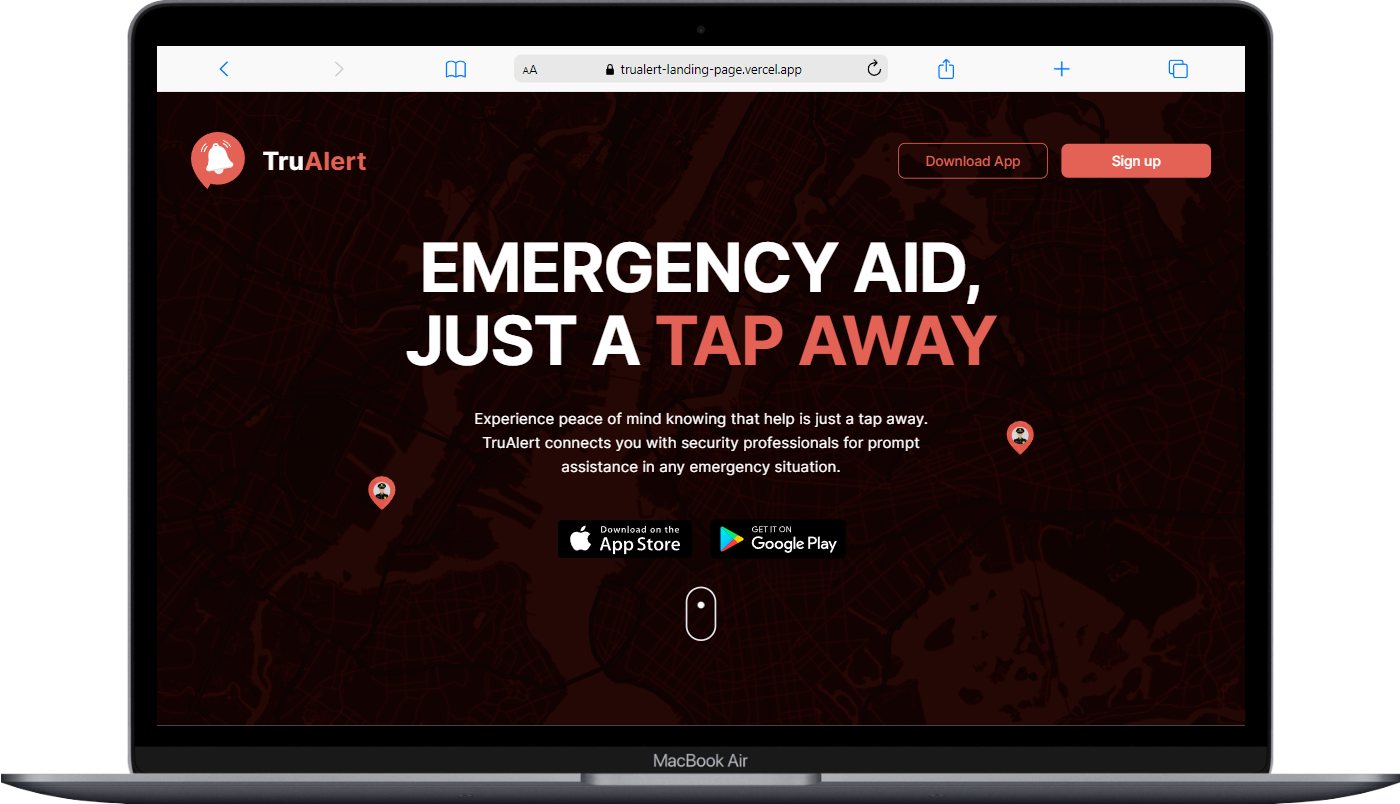 AA
trualert-landing-page.vercel.app
TruAlert
Download App
Sign up
EMERGENCY AID,
JUST A TAP AWAY
Experience peace of mind knowing that help is just a tap away.
TruAlert connects you with security professionals for prompt
assistance in any emergency situation.
Download on the
App Store
GET IT ON
Google Play
MacBook Air